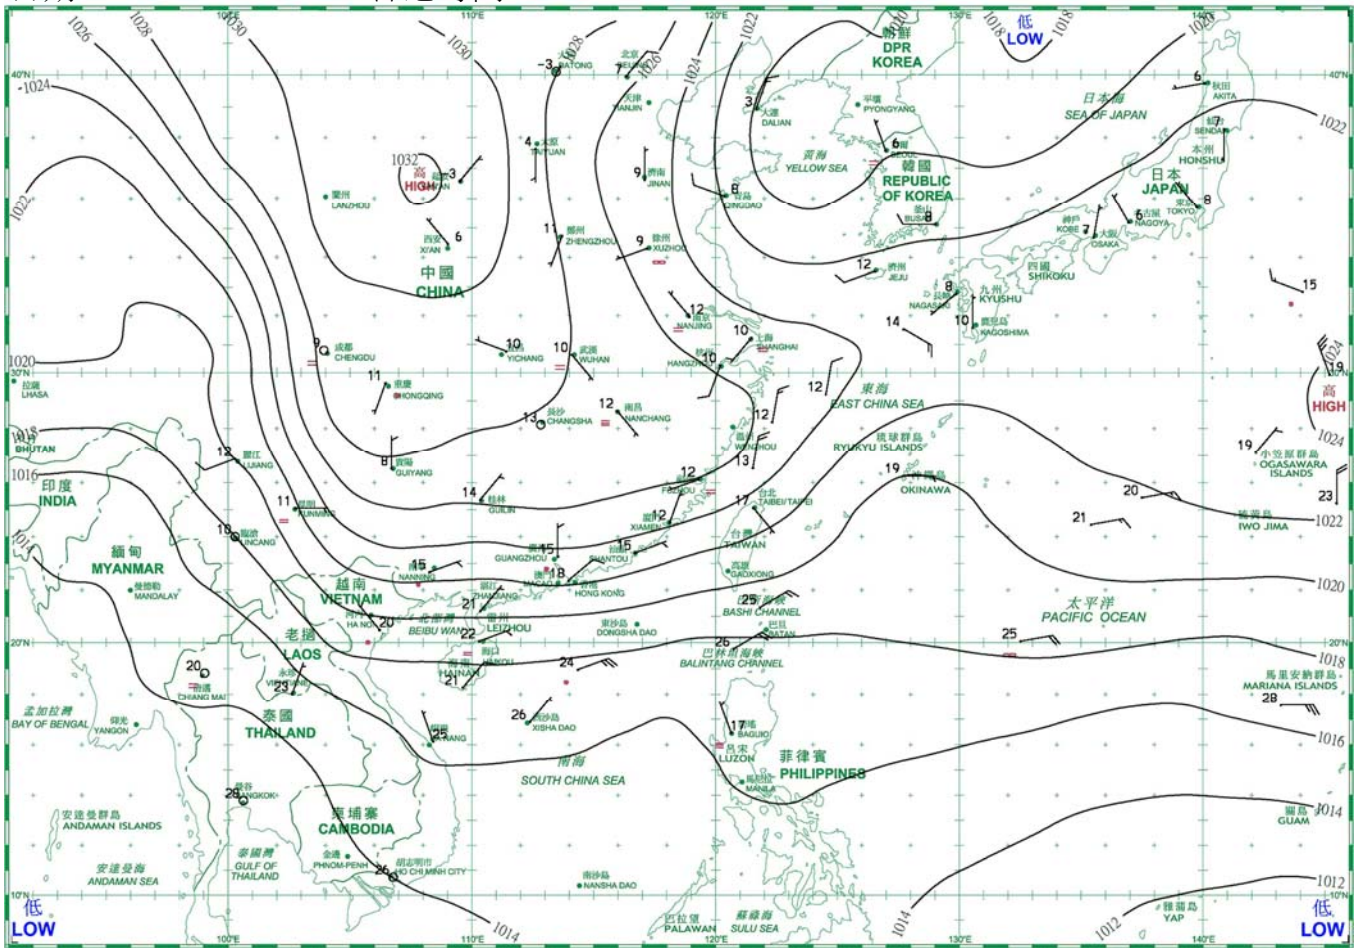 1026
1028
1030
110°E
1030
1028
120°E
1022
1010
130°E
1018
低
LOW
1018
1020
140°E
朝鮮
DPR
KOREA
-3
DATONG
北京
BEIJING
7
1026
1024
-1024
40°N
40°N
天津
TIANJIN
3
大連
DALIAN
平壤
PYONGYANG
日本海
SEA OF JAPAN
6
秋田
AKITA
1022
7
仙台
SENDAI
本州
HONSHU
4
太原
TAIYUAN
黃海
YELLOW SEA
6
SEOUL
韓國
REPUBLIC
OF KOREA
1032
高
HIGH
-3
蘭州
LANZHOU
9
濟南
JINAN
8
青島
QINGDAO
釜山
BUSAN
8
日本
JAPAN
東京
TOKYO
8
1022
西安
XI'AN
6
11
鄭州
ZHENGZHOU
9
徐州
XUZHOU
神戶
KOBE
7
大阪
OSAKA
6
名古屋
NAGOYA
中國
CHINA
12
濟州
JEJU
四國
SHIKOKU
15
8
長崎
NAGASAKI
九州
KYUSHU
12
南京
NANJING
14
10
鹿兒島
KAGOSHIMA
9
成都
CHENGDU
10
YICHANG
10
武漢
WUHAN
10
上海
SHANGHAI
杭州
HANGZHOU
10
1024
19
1020
30°N
30°N
拉薩
LHASA
11
重慶
CHONGQING
12
東海
EAST CHINA SEA
高
HIGH
13
長沙
CHANGSHA
12
南昌
NANCHANG
12
溫州
WENZHOU
1024
1018
BHUTAN
12
麗江
LIJIANG
8
貴陽
GUIYANG
13
琉球群島
RYUKYU ISLANDS
19
小笠原群島
OGASAWARA
ISLANDS
1016
印度
INDIA
12
FUZHOU
19
沖繩島
OKINAWA
20
23
11
昆明
KUNMING
14
桂林
GUILIN
17
台北
TAIBEI/TAIPEI
21
硫黃島
IWO JIMA
1022
臨滄
LINCANG
廈門
XIAMEN
12
台灣
TAIWAN
1014
緬甸
MYANMAR
曼德勒
MANDALAY
15
GUANGZHOU
15
汕頭
SHANTOU
15
NANNING
高雄
GAOXIONG
1020
越南
VIETNAM
18
澳門
MACAO
香港
HONG KONG
湛江
ZHANJIANG
21
雷州
LEIZHOU
25
BASHI CHANNEL
太平洋
PACIFIC OCEAN
河內
HA NOI
20
北部灣
BEIBU WAN
東沙島
DONGSHA DAO
巴旦
BATAN
老撾
LAOS
22
海口
HAIKOU
26
巴林塘海峽
BALINTANG CHANNEL
25
20°N
20°N
1018
20
清邁
CHIANG MAI
永珍
VIENTIANE
23
海南
HAINAN
21
24
馬里安納群島
MARIANA ISLANDS
28
孟加拉灣
BAY OF BENGAL
仰光
YANGON
泰國
THAILAND
25
DA NANG
26
西沙島
XISHA DAO
17
碧瑤
BAGUIO
呂宋
LUZON
1016
菲律賓
PHILIPPINES
南海
SOUTH CHINA SEA
馬尼拉
MANILA
28
曼谷
BANGKOK
安達曼群島
ANDAMAN ISLANDS
柬埔寨
CAMBODIA
關島
GUAM
1014
泰國灣
GULF OF
THAILAND
金邊
PHNOM-PENH
胡志明市
HO CHI MINH CITY
26
安達曼海
ANDAMAN SEA
南沙島
NANSHA DAO
1012
10°N
10°N
低
LOW
巴拉望
PALAWAN
蘇祿海
SULU SEA
1014
1012
雅蒲島
YAP
低
LOW
100°E
110°E
1014
120°E
130°E
140°E